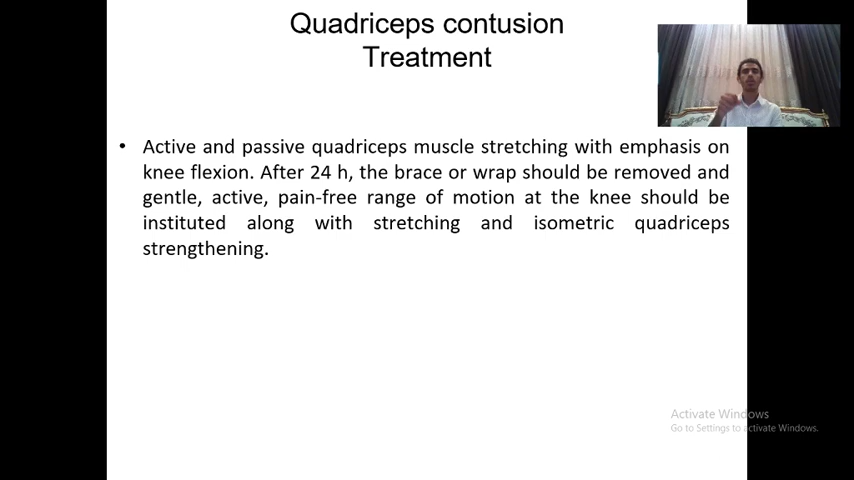 Quadriceps contusion
Treatment
• Active and passive quadriceps muscle stretching with emphasis on
knee flexion. After 24 h, the brace or wrap should be removed and
gentle, active, pain-free range of motion at the knee should be
instituted along with stretching and isometric quadriceps
strengthening.
Activate Windows
Go to Settings to activate Windows.